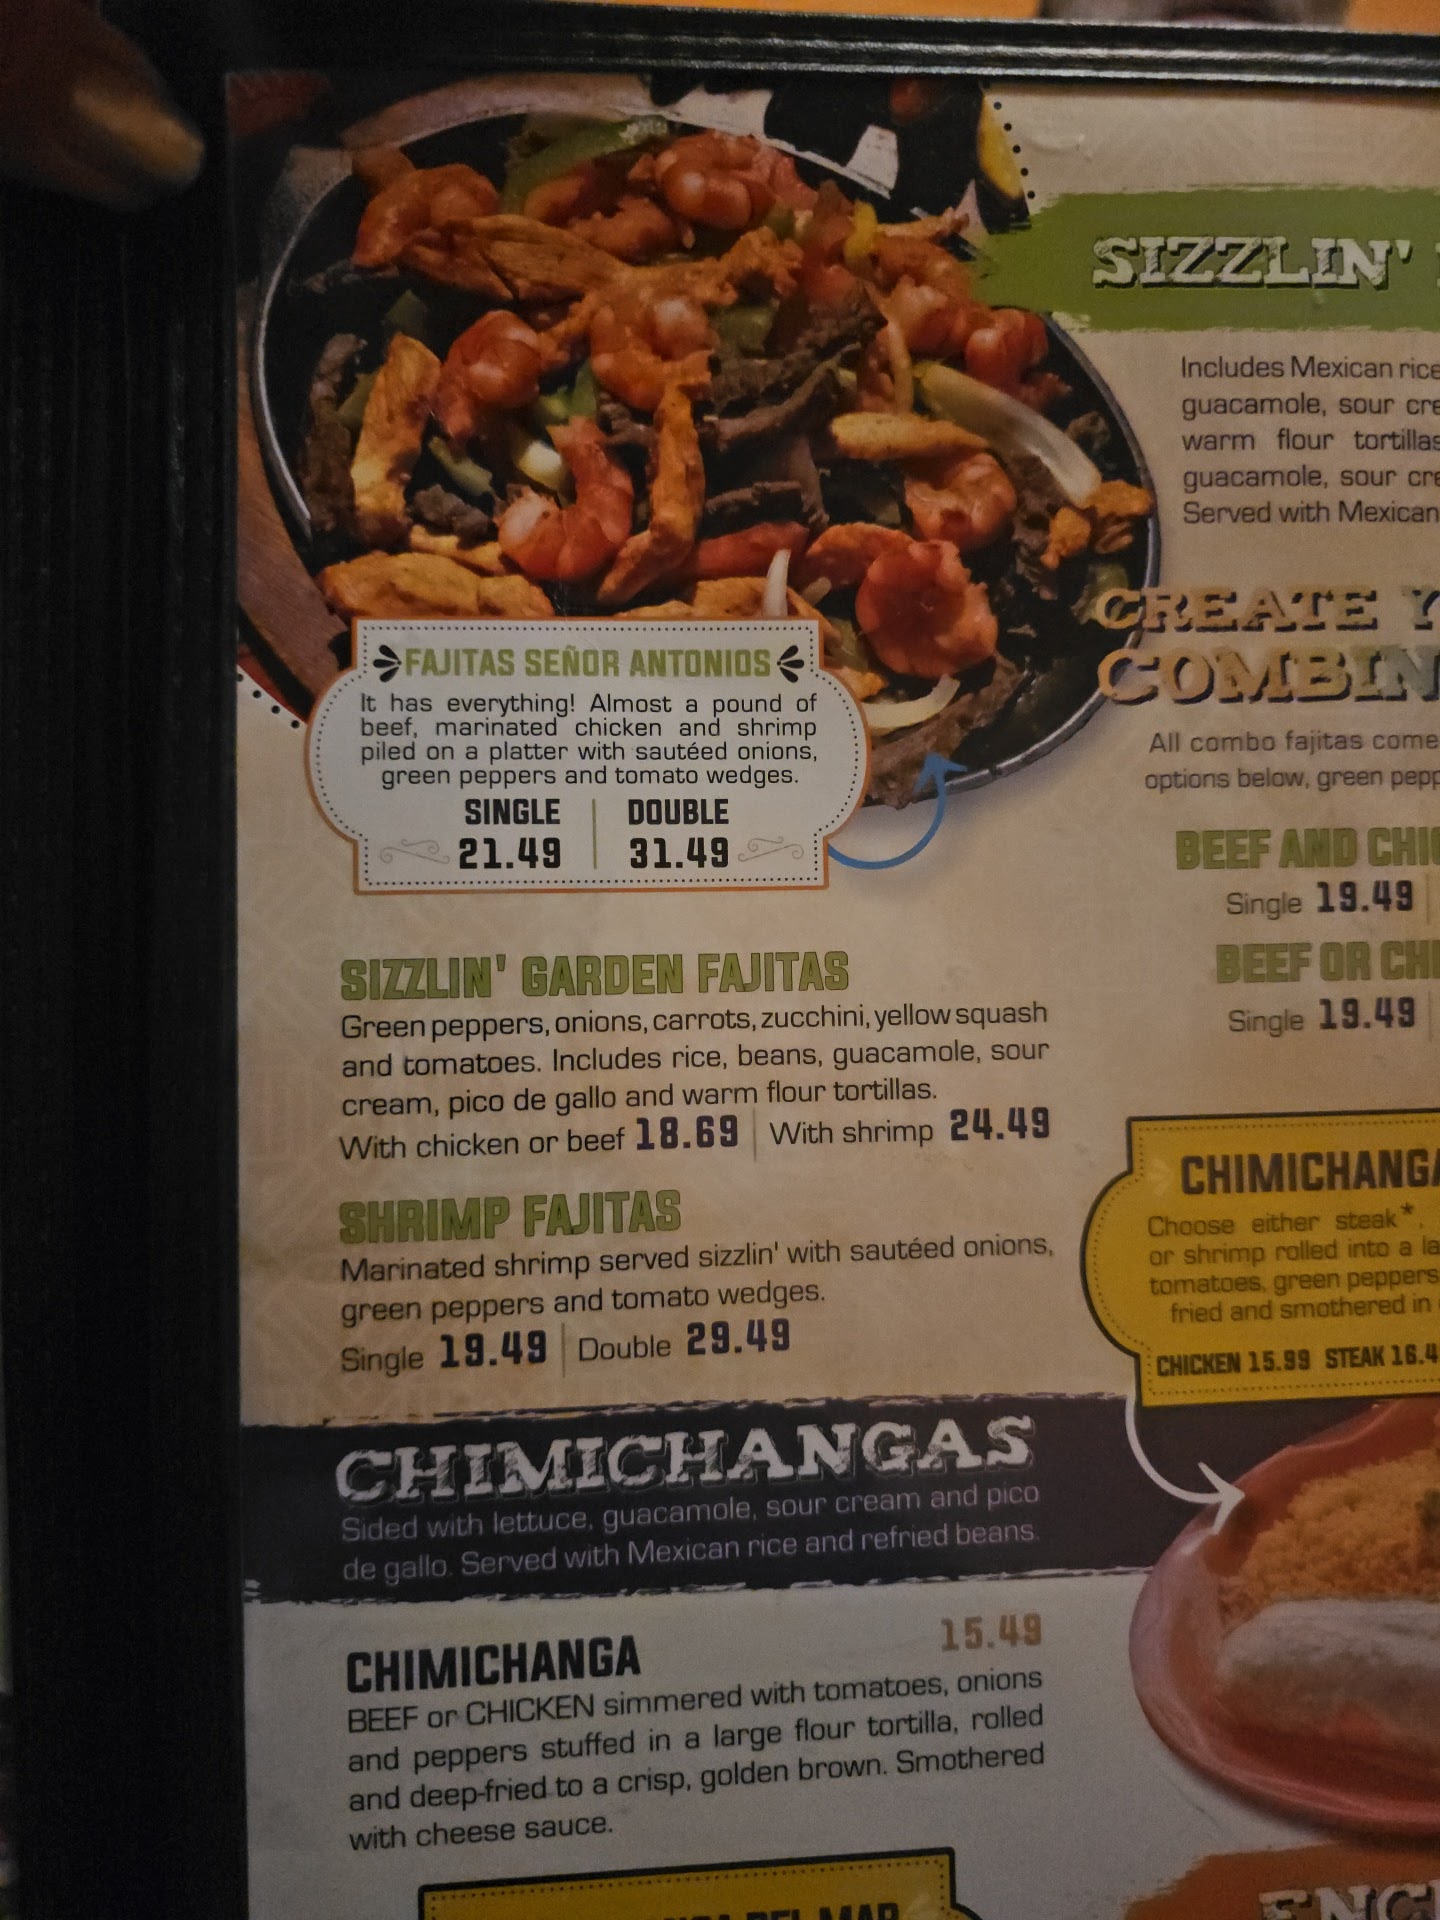 SIZZLIN'
Includes Mexican rice
guacamole, sour cre
warm flour tortillas
guacamole, sour cre
Served with Mexican
FAJITAS SEÑOR ANTONIOS
It has everything! Almost a pound of
beef, marinated chicken and shrimp
piled on a platter with sautéed onions,
green peppers and tomato wedges.
SINGLE DOUBLE
21.49 31.49
CREATE Y
COMBIN
All combo fajitas come
options below, green pepp
BEEF AND CHIC
Single 19.49
BEEF OR CHI
Single 19.49
SIZZLIN' GARDEN FAJITAS
Green peppers, onions, carrots, zucchini, yellow squash
and tomatoes. Includes rice, beans, guacamole, sour
cream, pico de gallo and warm flour tortillas.
With chicken or beef 18.69 | With shrimp 24.49
SHRIMP FAJITAS
Marinated shrimp served sizzlin' with sautéed onions,
green peppers and tomato wedges.
Single 19.49 | Double 29.49
CHIMICHANGA
Choose either steak*,
or shrimp rolled into a la
tomatoes, green peppers
fried and smothered in
CHICKEN 15.99 STEAK 16.4
CHIMICHANGAS
Sided with lettuce, guacamole, sour cream and pico
de gallo. Served with Mexican rice and refried beans.
CHIMICHANGA 15.49
BEEF or CHICKEN simmered with tomatoes, onions
and peppers stuffed in a large flour tortilla, rolled
and deep-fried to a crisp, golden brown. Smothered
with cheese sauce.
DEL MAR
ENC